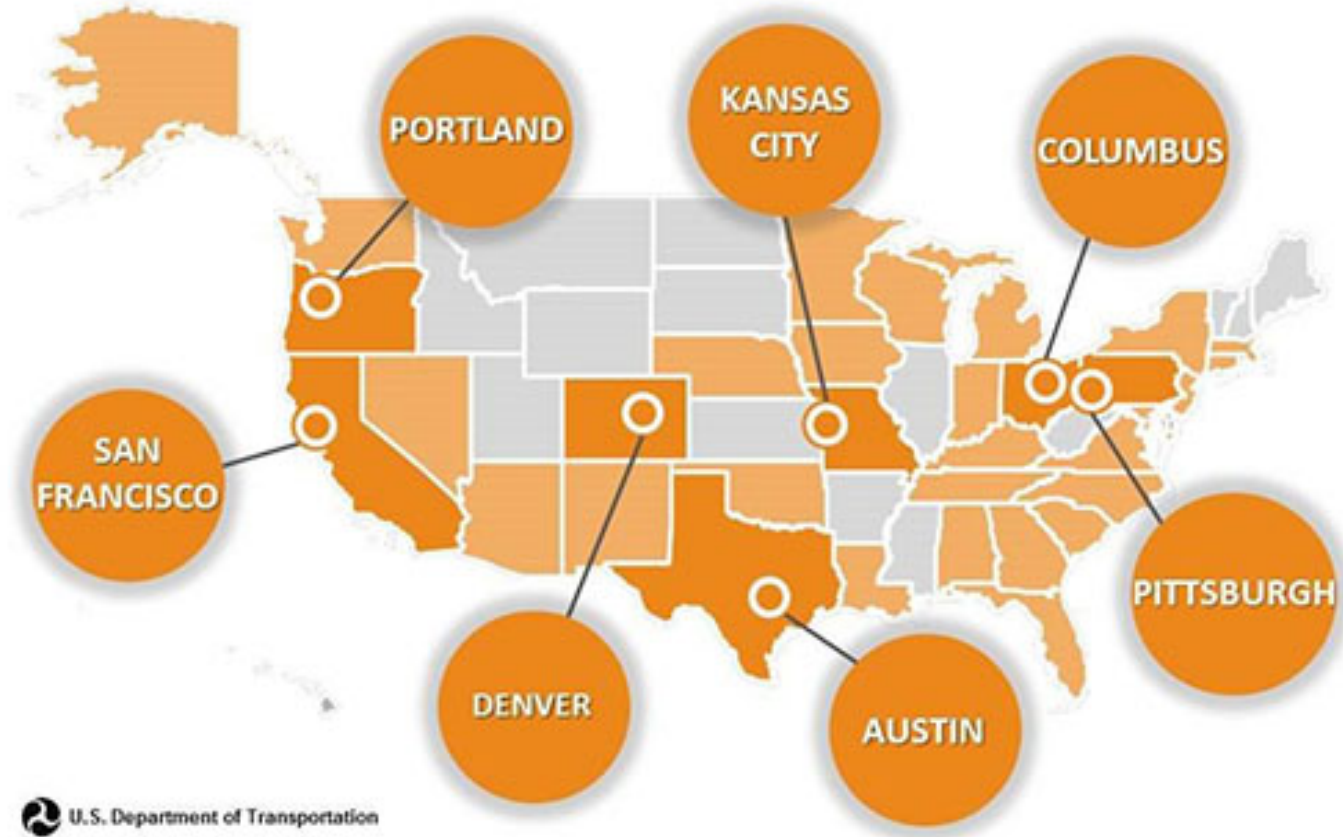 PORTLAND
KANSAS
CITY
COLUMBUS
SAN
FRANCISCO
PITTSBURGH
DENVER
AUSTIN
U.S. Department of Transportation